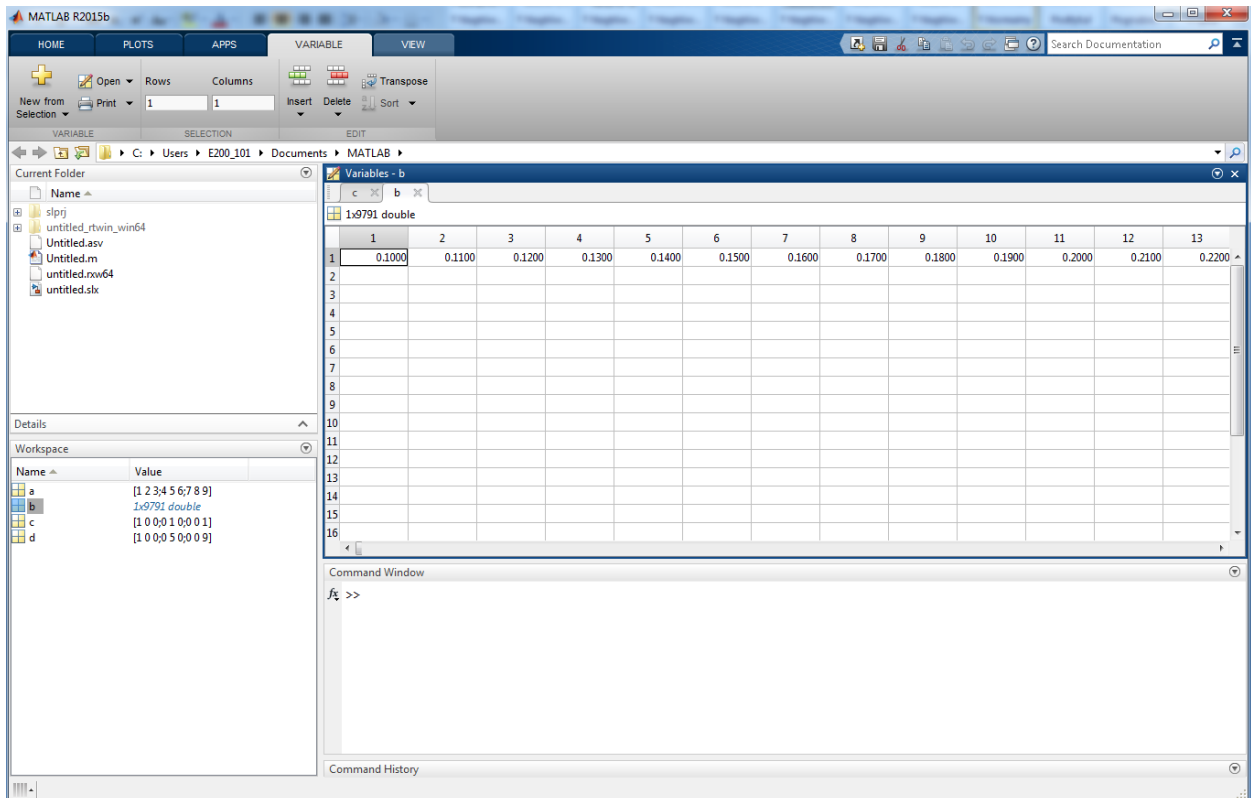 MATLAB R2015b
HOME PLOTS APPS VARIABLE VIEW
Search Documentation
New from Selection
Open
Print
Rows Columns
1 1
Insert Delete
Transpose
Sort
VARIABLE SELECTION EDIT
C: Users E200_101 Documents MATLAB
Current Folder
Name
slprj
untitled_rtwin_win64
Untitled.asv
Untitled.m
untitled.rxw64
untitled.slx
Details
Workspace
Name Value
a [1 2 3;4 5 6;7 8 9]
b 1x9791 double
c [1 0 0;0 1 0;0 0 1]
d [1 0 0;0 5 0;0 0 9]
Variables - b
c b
1x9791 double
1 2 3 4 5 6 7 8 9 10 11 12 13
1 0.1000 0.1100 0.1200 0.1300 0.1400 0.1500 0.1600 0.1700 0.1800 0.1900 0.2000 0.2100 0.2200
2
3
4
5
6
7
8
9
10
11
12
13
14
15
16
Command Window
fx >>
Command History